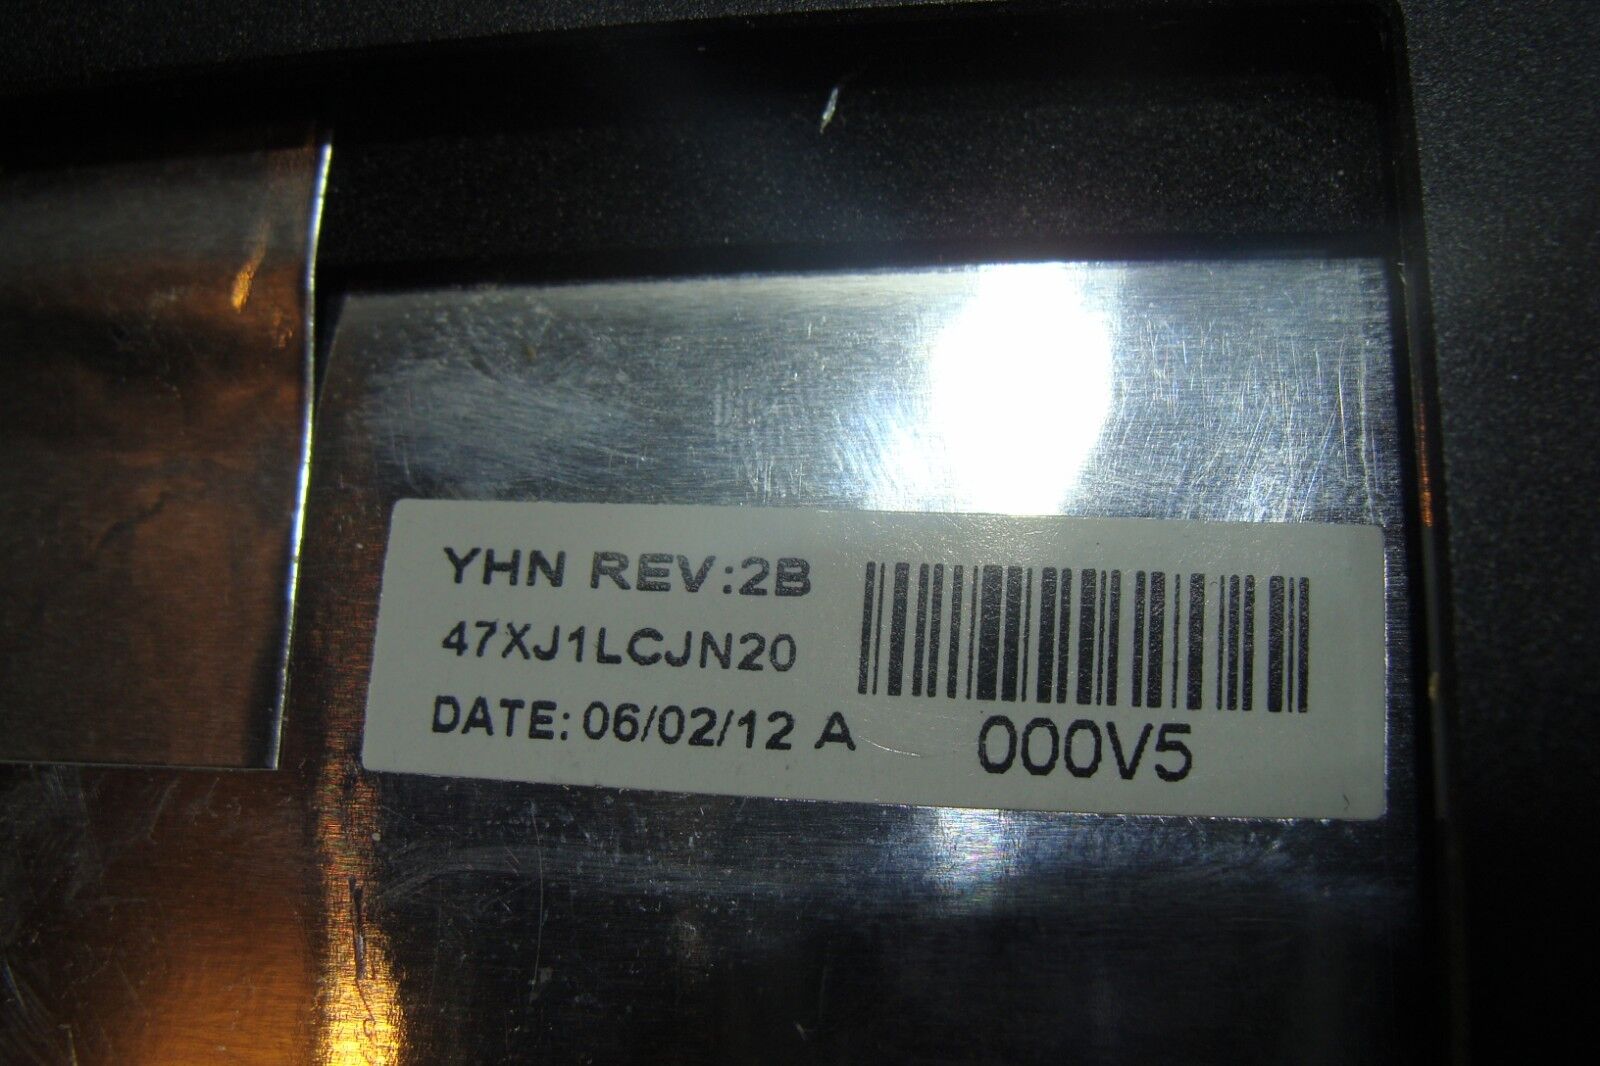 YHN REV:2B
47XJ1LCJN20
DATE: 06/02/12 A
000V5